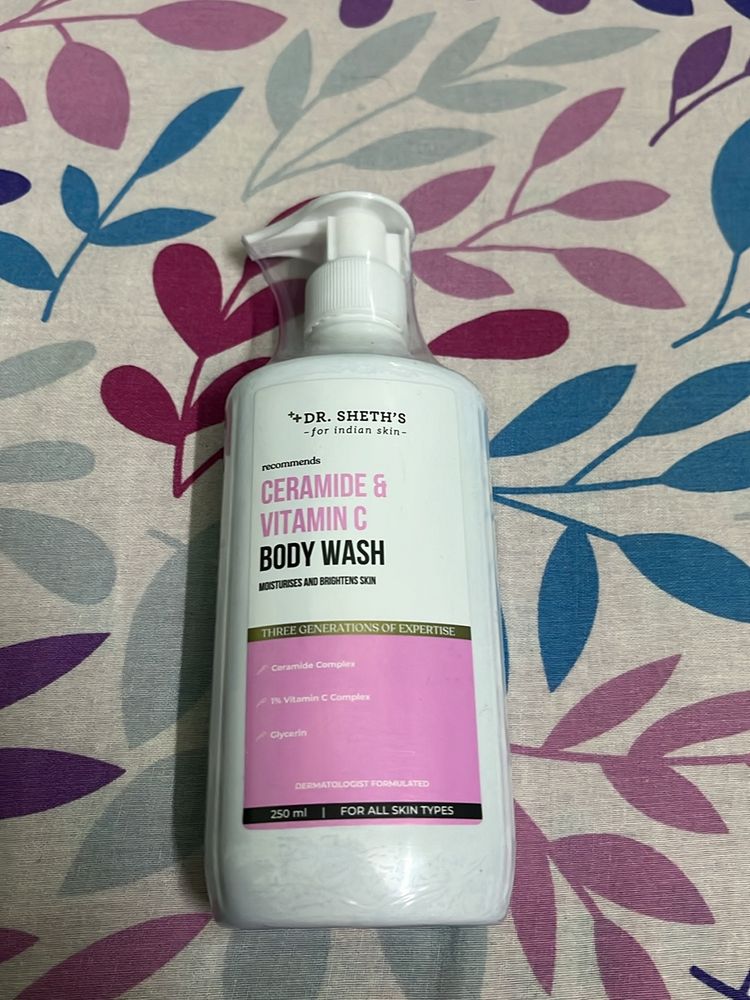 DR. SHETH'S
-for indian skin-
recommends
CERAMIDE &
VITAMIN C
BODY WASH
MOISTURISES AND BRIGHTENS SKIN
THREE GENERATIONS OF EXPERTISE
Ceramide Complex
1% Vitamin C Complex
Glycerin
DERMATOLOGIST FORMULATED
250 ml | FOR ALL SKIN TYPES